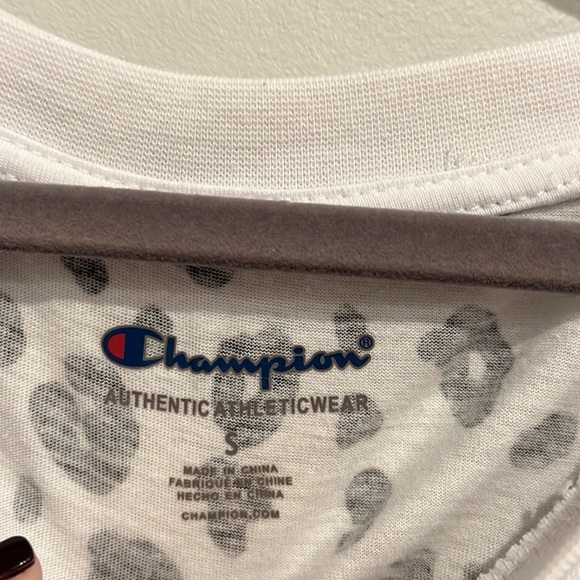 Champion®
AUTHENTIC ATHLETICWEAR
S
MADE IN CHINA
FABRIQUÉ EN CHINE
HECHO EN CHINA
CHAMPION.COM